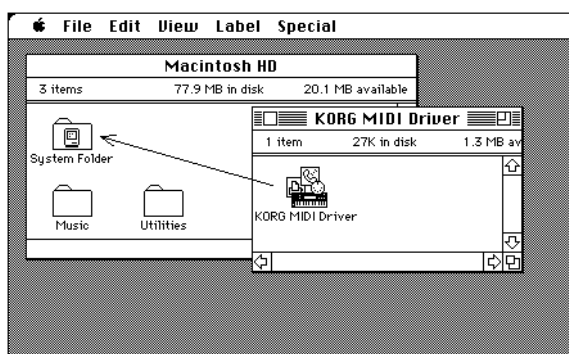 File Edit View Label Special
Macintosh HD
3 items 77.9 MB in disk 20.1 MB available
System Folder
Music Utilities
KORG MIDI Driver
1 item 27K in disk 1.3 MB av
KORG MIDI Driver